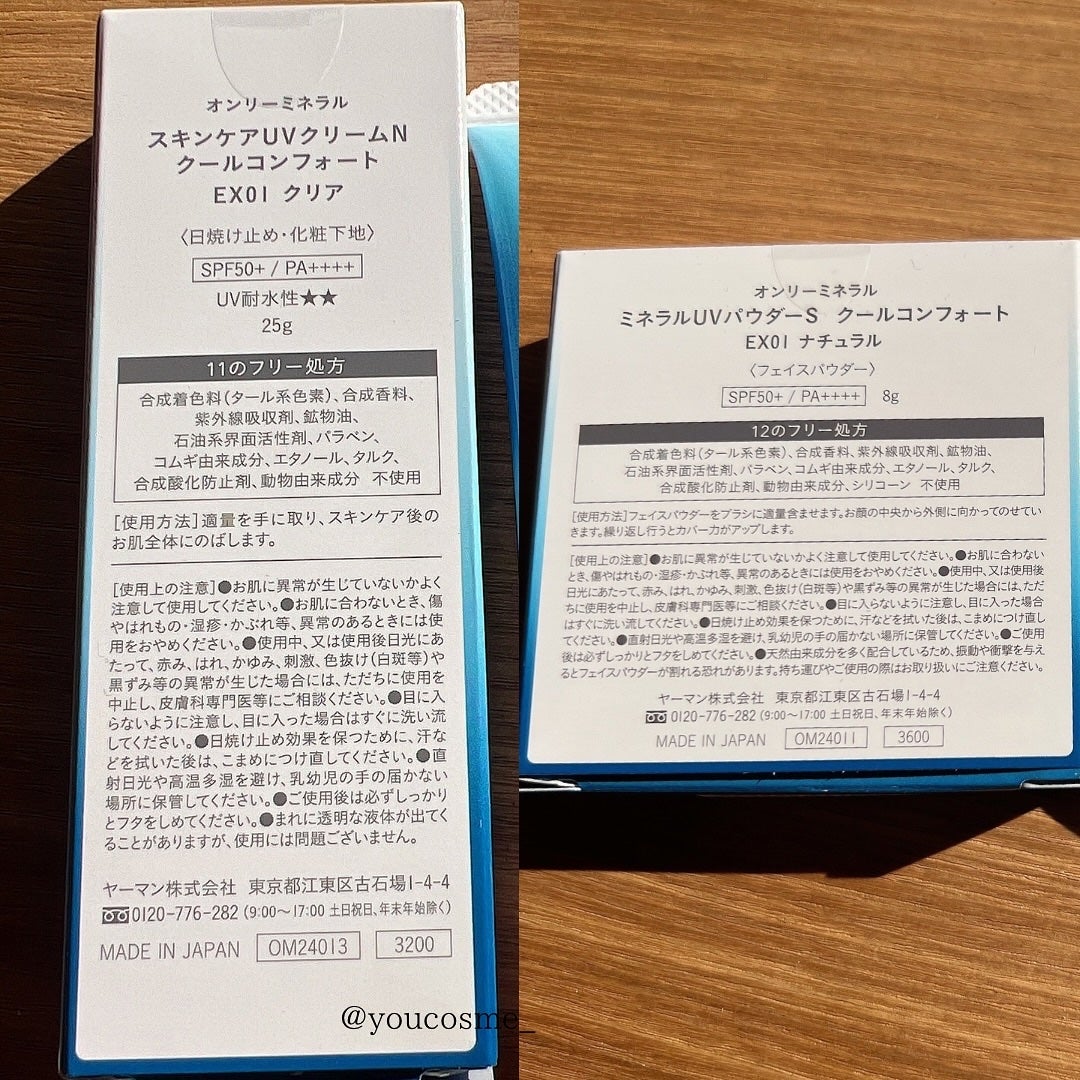 オンリーミネラル
スキンケアUVクリームN
クールコンフォート
EX01 クリア
〈日焼け止め・化粧下地〉
SPF50+ / PA++++
UV耐水性★★
25g
11のフリー処方
合成着色料(タール系色素)、合成香料、
紫外線吸収剤、鉱物油、
石油系界面活性剤、パラベン、
コムギ由来成分、エタノール、タルク、
合成酸化防止剤、動物由来成分 不使用
[使用方法]適量を手に取り、スキンケア後の
お肌全体にのばします。
[使用上の注意]●お肌に異常が生じていないかよく
注意して使用してください。●お肌に合わないとき、傷
やはれもの・湿疹・かぶれ等、異常のあるときには使
用をおやめください。●使用中、又は使用後日光にあ
たって、赤み、はれ、かゆみ、刺激、色抜け(白斑等)や
黒ずみ等の異常が生じた場合には、ただちに使用を
中止し、皮膚科専門医等にご相談ください。●目に入
らないように注意し、目に入った場合はすぐに洗い流
してください。●日焼け止め効果を保つために、汗な
どを拭いた後は、こまめにつけ直してください。●直
射日光や高温多湿を避け、乳幼児の手の届かない
場所に保管してください。●ご使用後は必ずしっかり
とフタをしめてください。●まれに透明な液体が出てく
ることがありますが、使用には問題ございません。
ヤーマン株式会社 東京都江東区古石場1-4-4
0120-776-282 (9:00〜17:00 土日祝日、年末年始除く)
MADE IN JAPAN OM24013 3200
オンリーミネラル
ミネラルUVパウダーS クールコンフォート
EX01 ナチュラル
〈フェイスパウダー〉
SPF50+ / PA++++ 8g
12のフリー処方
合成着色料(タール系色素)、合成香料、紫外線吸収剤、鉱物油、
石油系界面活性剤、パラベン、コムギ由来成分、エタノール、タルク、
合成酸化防止剤、動物由来成分、シリコーン 不使用
[使用方法]フェイスパウダーをブラシに適量含ませます。お顔の中央から外側に向かってのせてい
きます。繰り返し行うとカバー力がアップします。
[使用上の注意]●お肌に異常が生じていないかよく注意して使用してください。●お肌に合わない
とき、傷やはれもの・湿疹・かぶれ等、異常のあるときには使用をおやめください。●使用中、又は使用後
日光にあたって、赤み、はれ、かゆみ、刺激、色抜け(白斑等)や黒ずみ等の異常が生じた場合には、ただ
ちに使用を中止し、皮膚科専門医等にご相談ください。●目に入らないように注意し、目に入った場合
はすぐに洗い流してください。●日焼け止め効果を保つために、汗などを拭いた後は、こまめにつけ直し
てください。●直射日光や高温多湿を避け、乳幼児の手の届かない場所に保管してください。●ご使用
後は必ずしっかりとフタをしめてください。●天然由来成分を多く配合しているため、振動や衝撃を与え
るとフェイスパウダーが割れる恐れがあります。持ち運びやご使用の際はお取り扱いにご注意ください。
ヤーマン株式会社 東京都江東区古石場1-4-4
0120-776-282 (9:00〜17:00 土日祝日、年末年始除く)
MADE IN JAPAN OM24011 3600
@youcosme_